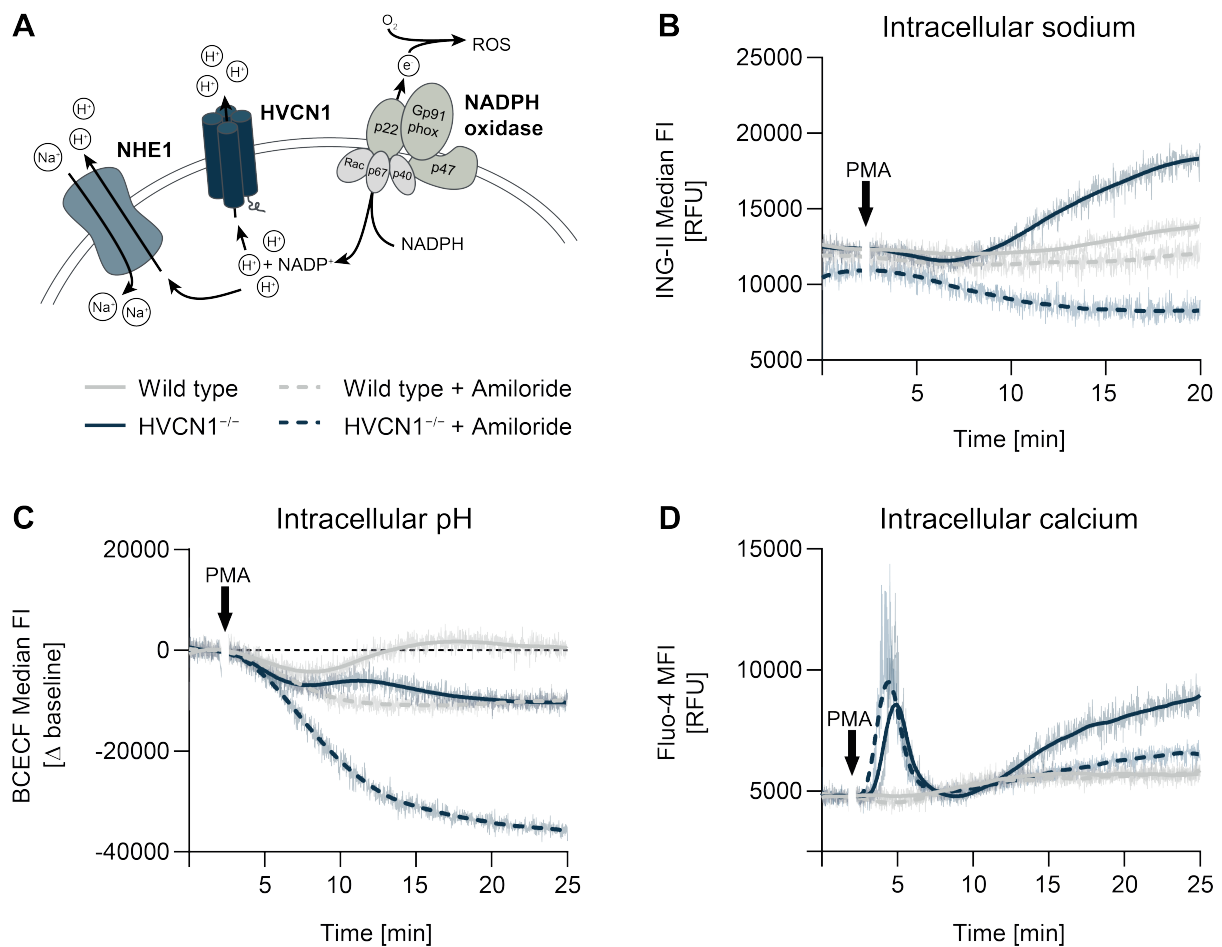 A
O₂
ROS
e⁻
H⁺
H⁺
H⁺
H⁺
H⁺
Na⁺
NHE1
HVCN1
NADPH
oxidase
Gp91
phox
p22
Rac
p67
p40
p47
NADPH
H⁺
H⁺ + NADP⁺
H⁺
Na⁺
Na⁺
Wild type
Wild type + Amiloride
HVCN1⁻/⁻
HVCN1⁻/⁻ + Amiloride
B
Intracellular sodium
ING-II Median FI
[RFU]
25000
20000
15000
10000
5000
PMA
5
10
15
20
Time [min]
C
Intracellular pH
BCECF Median FI
[Δ baseline]
20000
0
-20000
-40000
PMA
5
10
15
20
25
Time [min]
D
Intracellular calcium
Fluo-4 MFI
[RFU]
15000
10000
5000
PMA
5
10
15
20
25
Time [min]